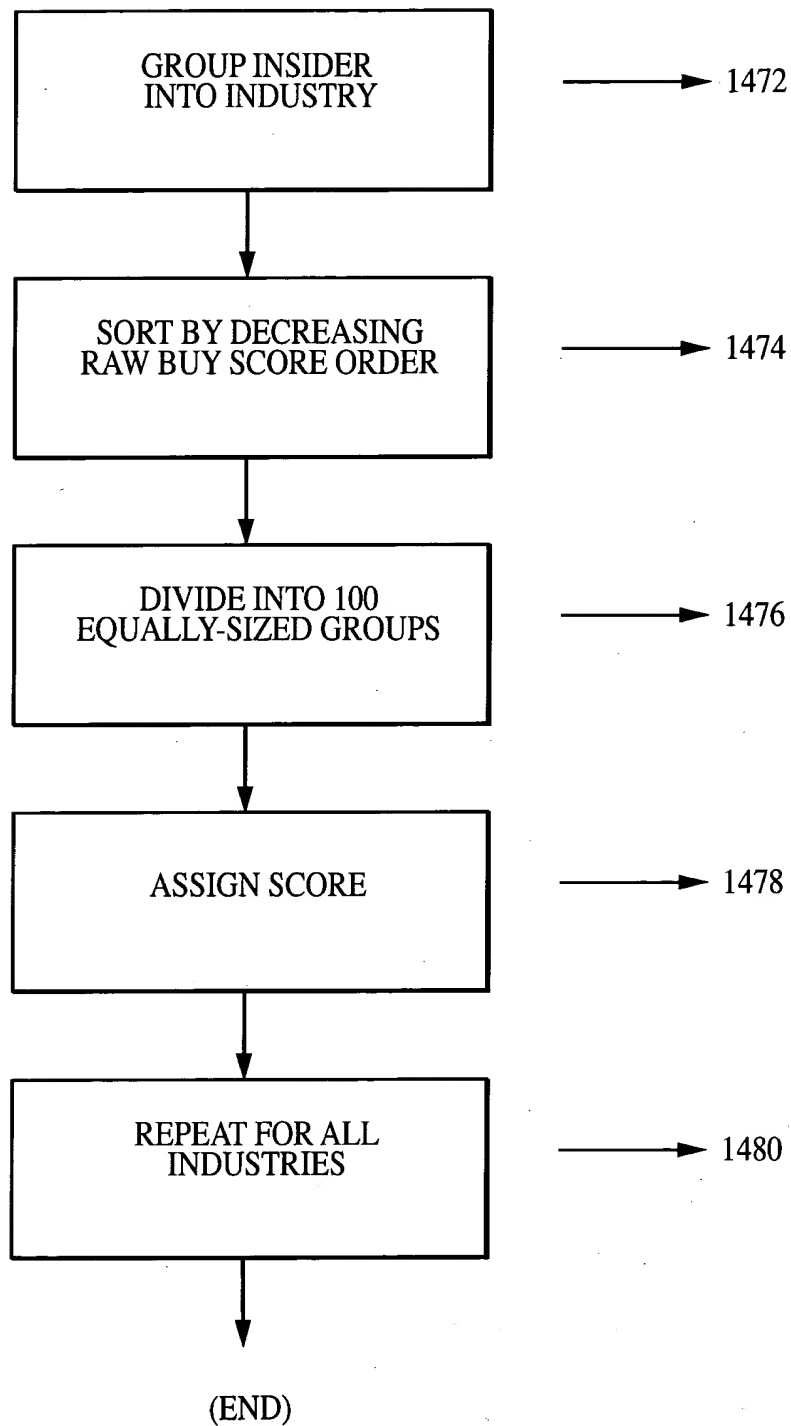 GROUP INSIDER
INTO INDUSTRY
1472
SORT BY DECREASING
RAW BUY SCORE ORDER
1474
DIVIDE INTO 100
EQUALLY-SIZED GROUPS
1476
ASSIGN SCORE
1478
REPEAT FOR ALL
INDUSTRIES
1480
(END)